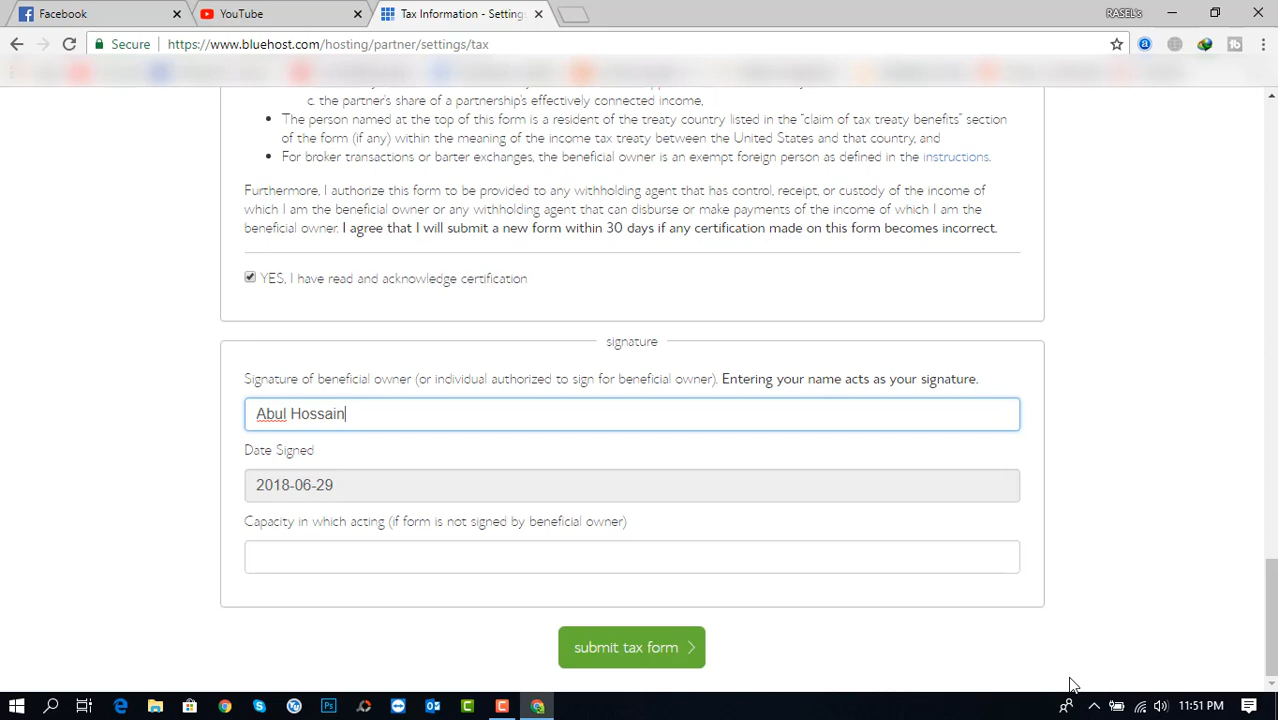 Facebook
YouTube
Tax Information - Settings
RASEL's
Secure
https://www.bluehost.com/hosting/partner/settings/tax
c. the partner's share of a partnership's effectively connected income,
The person named at the top of this form is a resident of the treaty country listed in the "claim of tax treaty benefits" section
of the form (if any) within the meaning of the income tax treaty between the United States and that country, and
For broker transactions or barter exchanges, the beneficial owner is an exempt foreign person as defined in the instructions.
Furthermore, I authorize this form to be provided to any withholding agent that has control, receipt, or custody of the income of
which I am the beneficial owner or any withholding agent that can disburse or make payments of the income of which I am the
beneficial owner. I agree that I will submit a new form within 30 days if any certification made on this form becomes incorrect.
YES, I have read and acknowledge certification
signature
Signature of beneficial owner (or individual authorized to sign for beneficial owner). Entering your name acts as your signature.
Abul Hossain
Date Signed
2018-06-29
Capacity in which acting (if form is not signed by beneficial owner)
submit tax form
11:51 PM